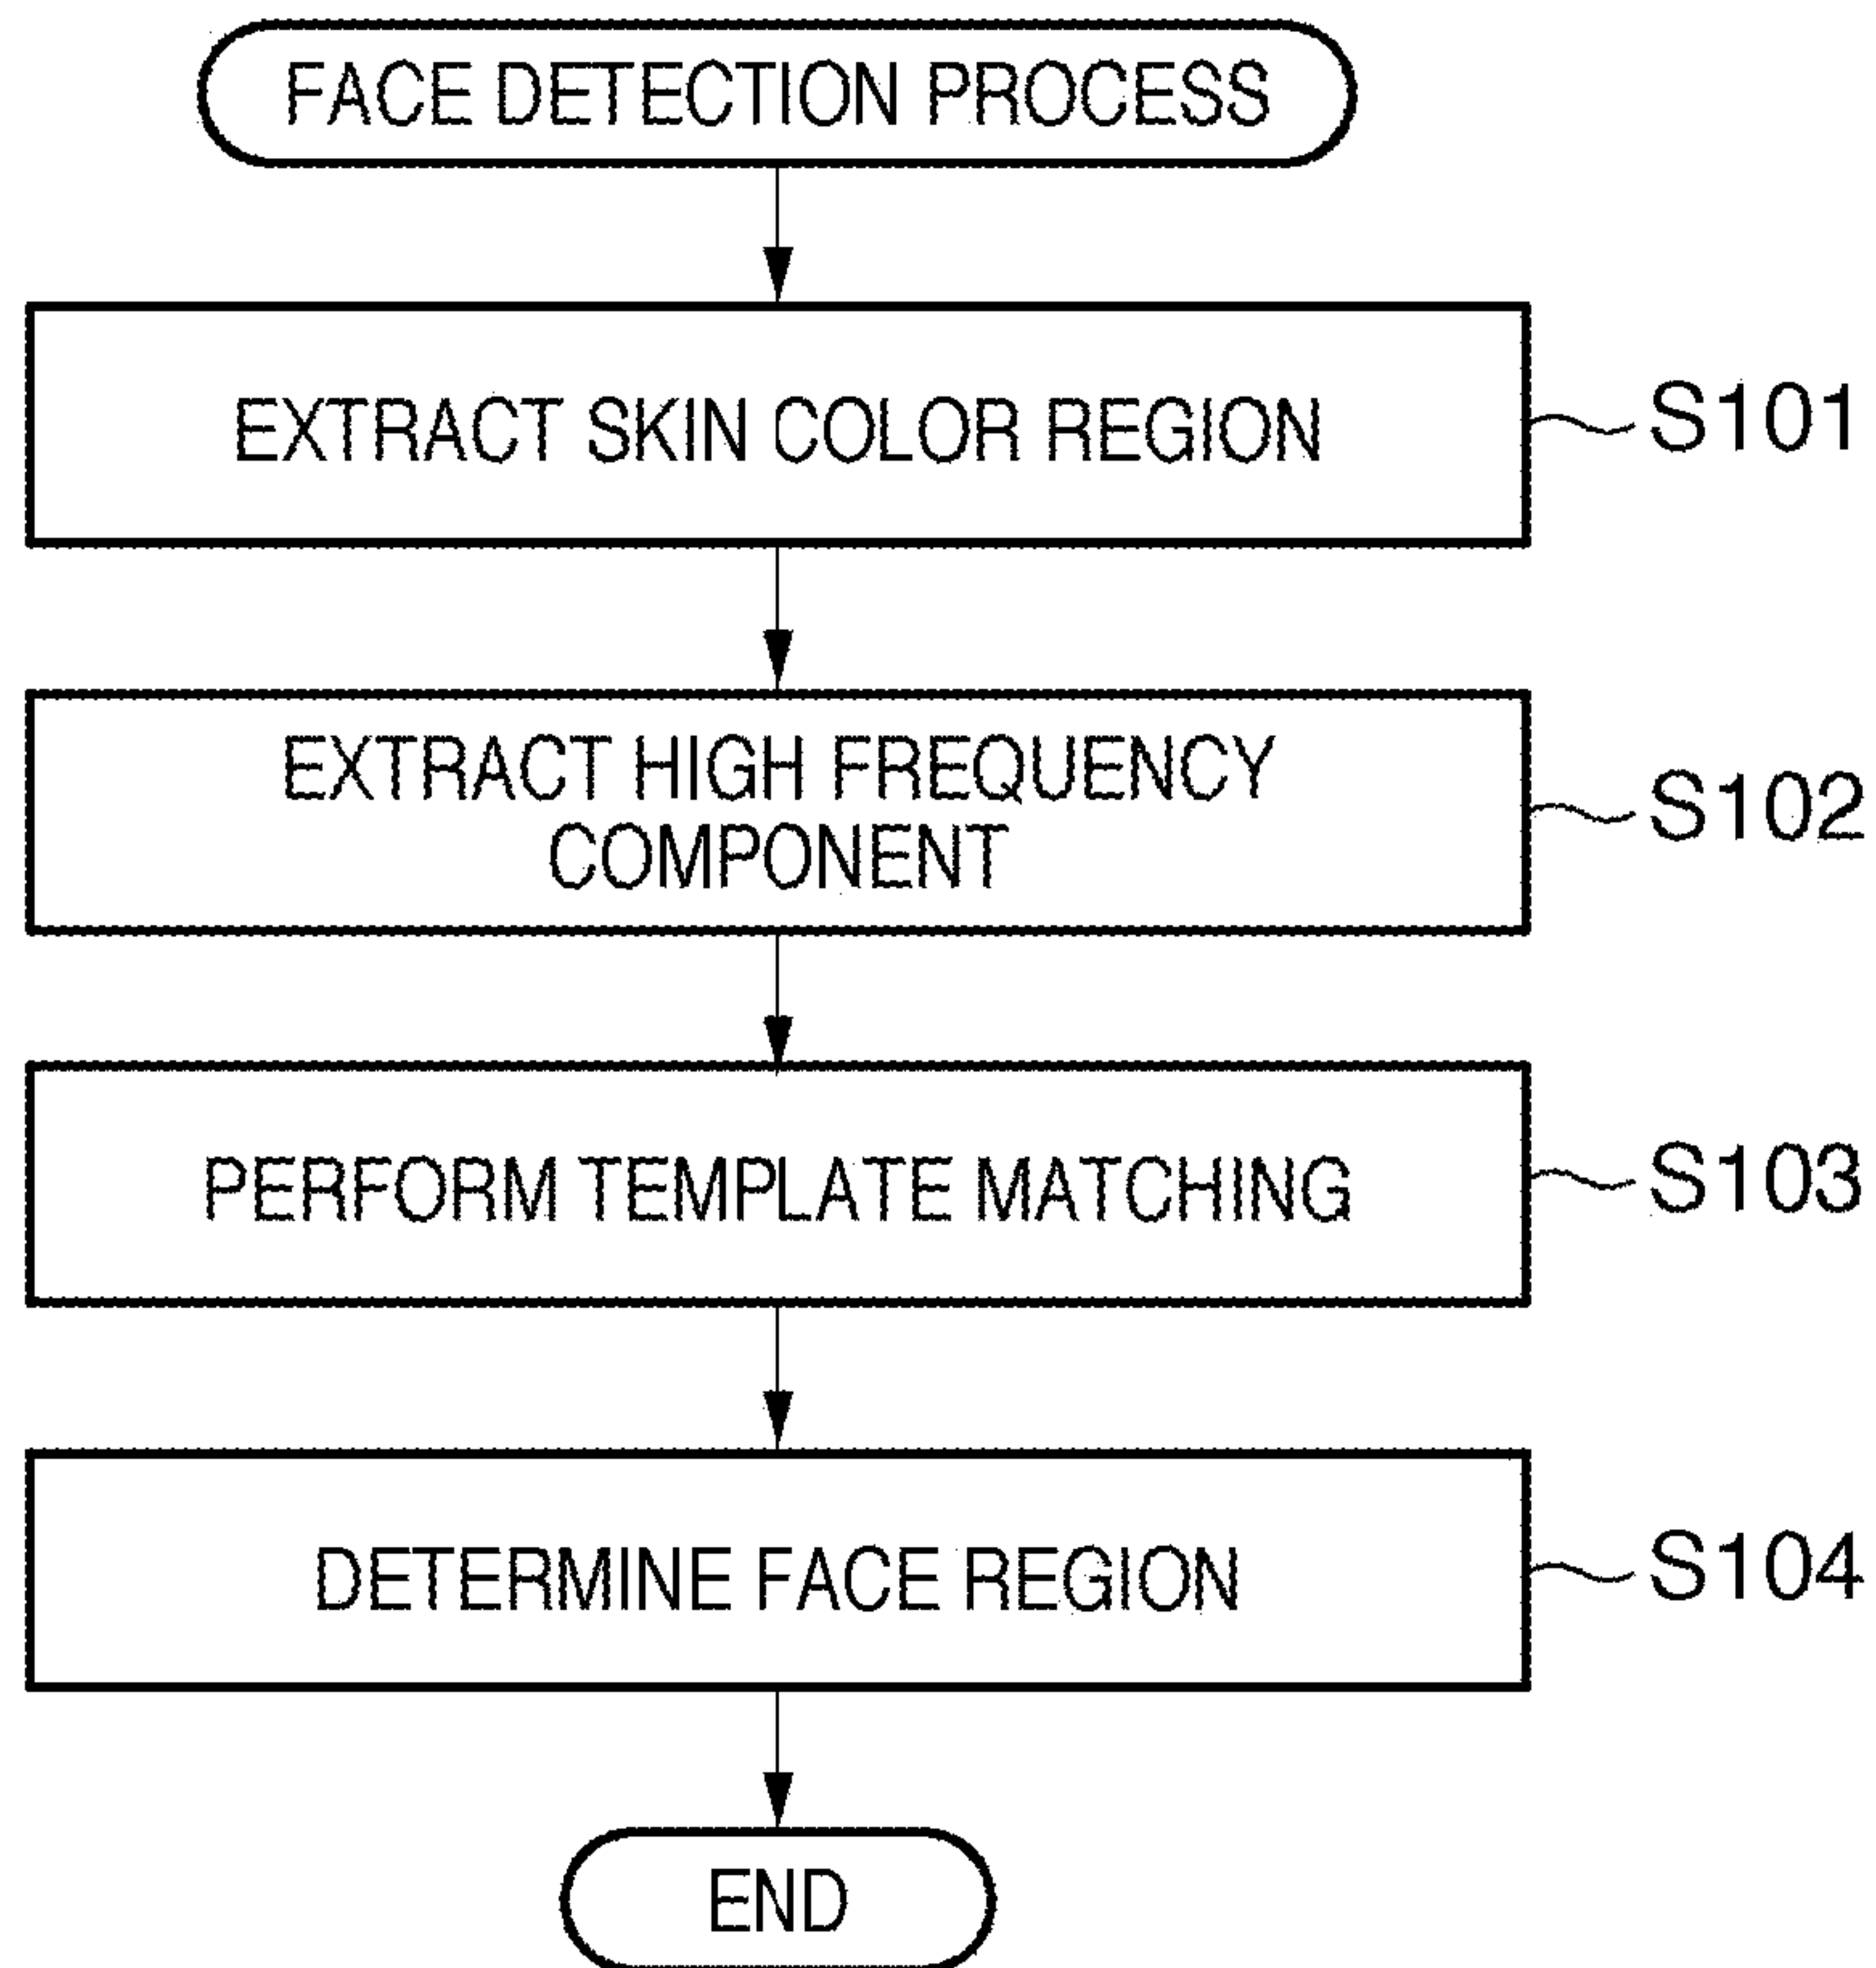 FACE DETECTION PROCESS
EXTRACT SKIN COLOR REGION
S101
EXTRACT HIGH FREQUENCY
COMPONENT
S102
PERFORM TEMPLATE MATCHING
S103
DETERMINE FACE REGION
S104
END